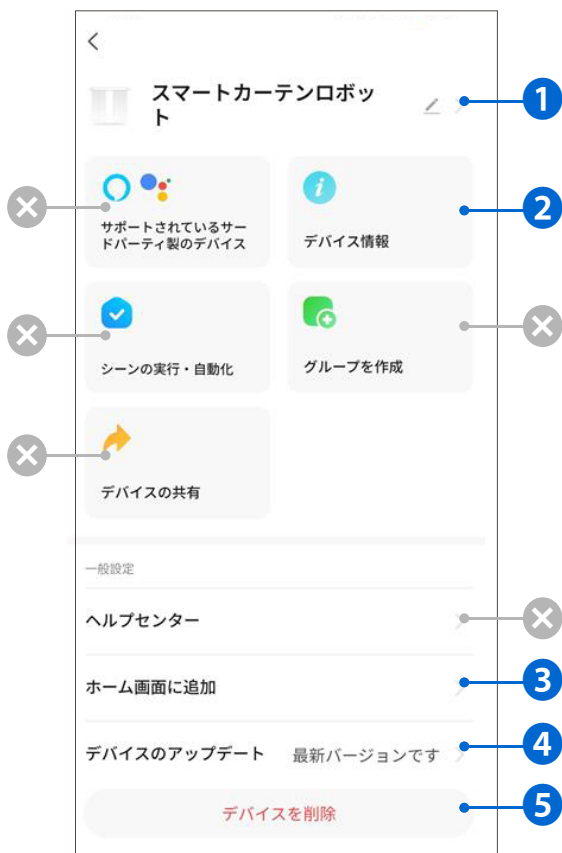 スマートカーテンロボッ
ト
1
サポートされているサー
ドパーティ製のデバイス
デバイス情報
2
シーンの実行・自動化
グループを作成
デバイスの共有
一般設定
ヘルプセンター
ホーム画面に追加
3
デバイスのアップデート 最新バージョンです
4
デバイスを削除
5